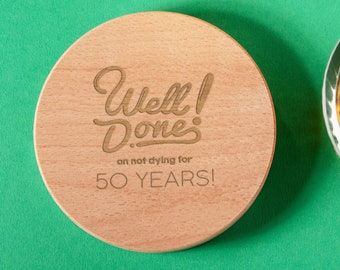 Well!
Done!
on not dying for
50 YEARS!